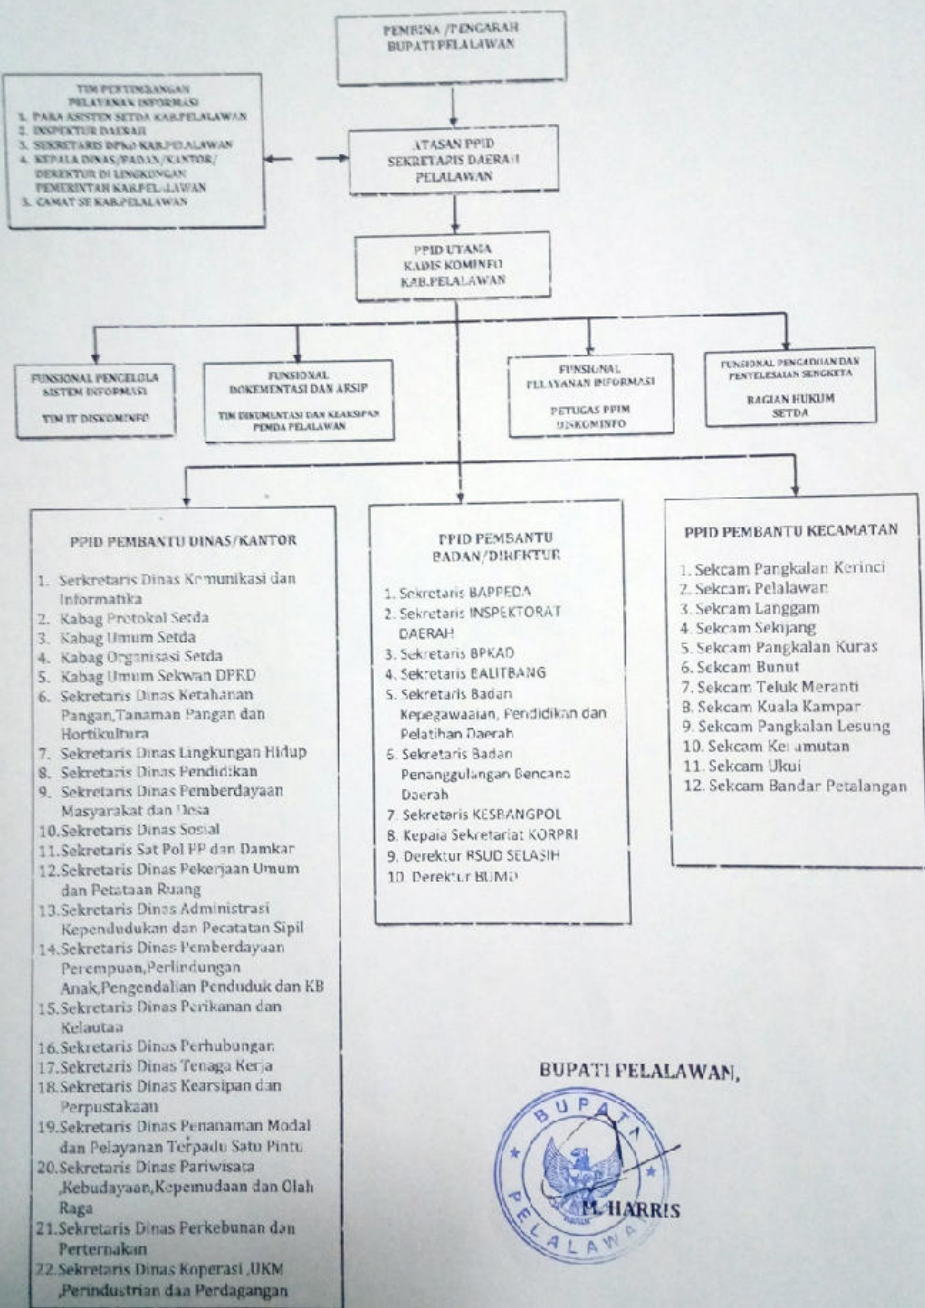 PEMBINA /PENGARAH
BUPATI PELALAWAN
TIM PERTIMBANGAN
PELAYANAN INFORMASI
1. PARA ASISTEN SETDA KAB.PELALAWAN
2. INSPEKTUR DAERAH
3. SEKRETARIS DPRD KAB.PELALAWAN
4. KEPALA DINAS/BADAN/KANTOR/
DEREKTUR DI LINGKUNGAN
PEMERINTAH KAB.PELALAWAN
5. CAMAT SE KAB.PELALAWAN
ATASAN PPID
SEKRETARIS DAERAH
PELALAWAN
PPID UTAMA
KADIS KOMINFO
KAB.PELALAWAN
FUNSIONAL PENGELOLA
SISTEM INFORMASI
TIM IT DISKOMINFO
FUNSIONAL
DOKEMENTASI DAN ARSIP
TIM DIKUMENTASI DAN KEARSIPAN
PEMDA PELALAWAN
FUNSIONAL
PELAYANAN INFORMASI
PETUGAS PPIM
DISKOMINFO
FUNSIONAL PENGADUAN DAN
PENYELESAIAN SENGKETA
BAGIAN HUKUM
SETDA
PPID PEMBANTU DINAS/KANTOR
1. Serkretaris Dinas Komunikasi dan
Informatika
2. Kabag Protokal Setda
3. Kabag Umum Setda
4. Kabag Organisasi Setda
5. Kabag Umum Sekwan DPRD
6. Sekretaris Dinas Ketahanan
Pangan,Tanaman Pangan dan
Hortikultura
7. Sekretaris Dinas Lingkungan Hidup
8. Sekretaris Dinas Pendidikan
9. Sekretaris Dinas Pemberdayaan
Masyarakat dan Desa
10.Sekretaris Dinas Sosial
11.Sekretaris Sat Pol PP dan Damkar
12.Sekretaris Dinas Pekerjaan Umum
dan Petataan Ruang
13.Sekretaris Dinas Administrasi
Kependudukan dan Pecatatan Sipil
14.Sekretaris Dinas Pemberdayaan
Perempuan,Perlindungan
Anak,Pengendalian Penduduk dan KB
15.Sekretaris Dinas Perikanan dan
Kelautaa
16.Sekretaris Dinas Perhubungan
17.Sekretaris Dinas Tenaga Kerja
18.Sekretaris Dinas Kearsipan dan
Perpustakaan
19.Sekretaris Dinas Penanaman Modal
dan Pelayanan Terpadu Satu Pintu
20.Sekretaris Dinas Pariwisata
,Kebudayaan,Kepemudaan dan Olah
Raga
21.Sekretaris Dinas Perkebunan dan
Perternakan
22.Sekretaris Dinas Koperasi ,UKM
,Perindustrian daa Perdagangan
PPID PEMBANTU
BADAN/DIREKTUR
1. Sekretaris BAPPEDA
2. Sekretaris INSPEKTORAT
DAERAH
3. Sekretaris BPKAD
4. Sekretaris BALITBANG
5. Sekretaris Badan
Kepegawaaian, Pendidikan dan
Pelatihan Daerah
6. Sekretaris Badan
Penanggulangan Bencana
Daerah
7. Sekretaris KESBANGPOL
8. Kepala Sekretariat KORPRI
9. Derektur RSUD SELASIH
10. Derektur BUMD
PPID PEMBANTU KECAMATAN
1. Sekcam Pangkalan Kerinci
2. Sekcam Pelalawan
3. Sekcam Langgam
4. Sekcam Sekijang
5. Sekcam Pangkalan Kuras
6. Sekcam Bunut
7. Sekcam Teluk Meranti
8. Sekcam Kuala Kampar
9. Sekcam Pangkalan Lesung
10. Sekcam Kerumutan
11. Sekcam Ukui
12. Sekcam Bandar Petalangan
BUPATI PELALAWAN,
BUPATI
PELALAWAN
M. HARRIS